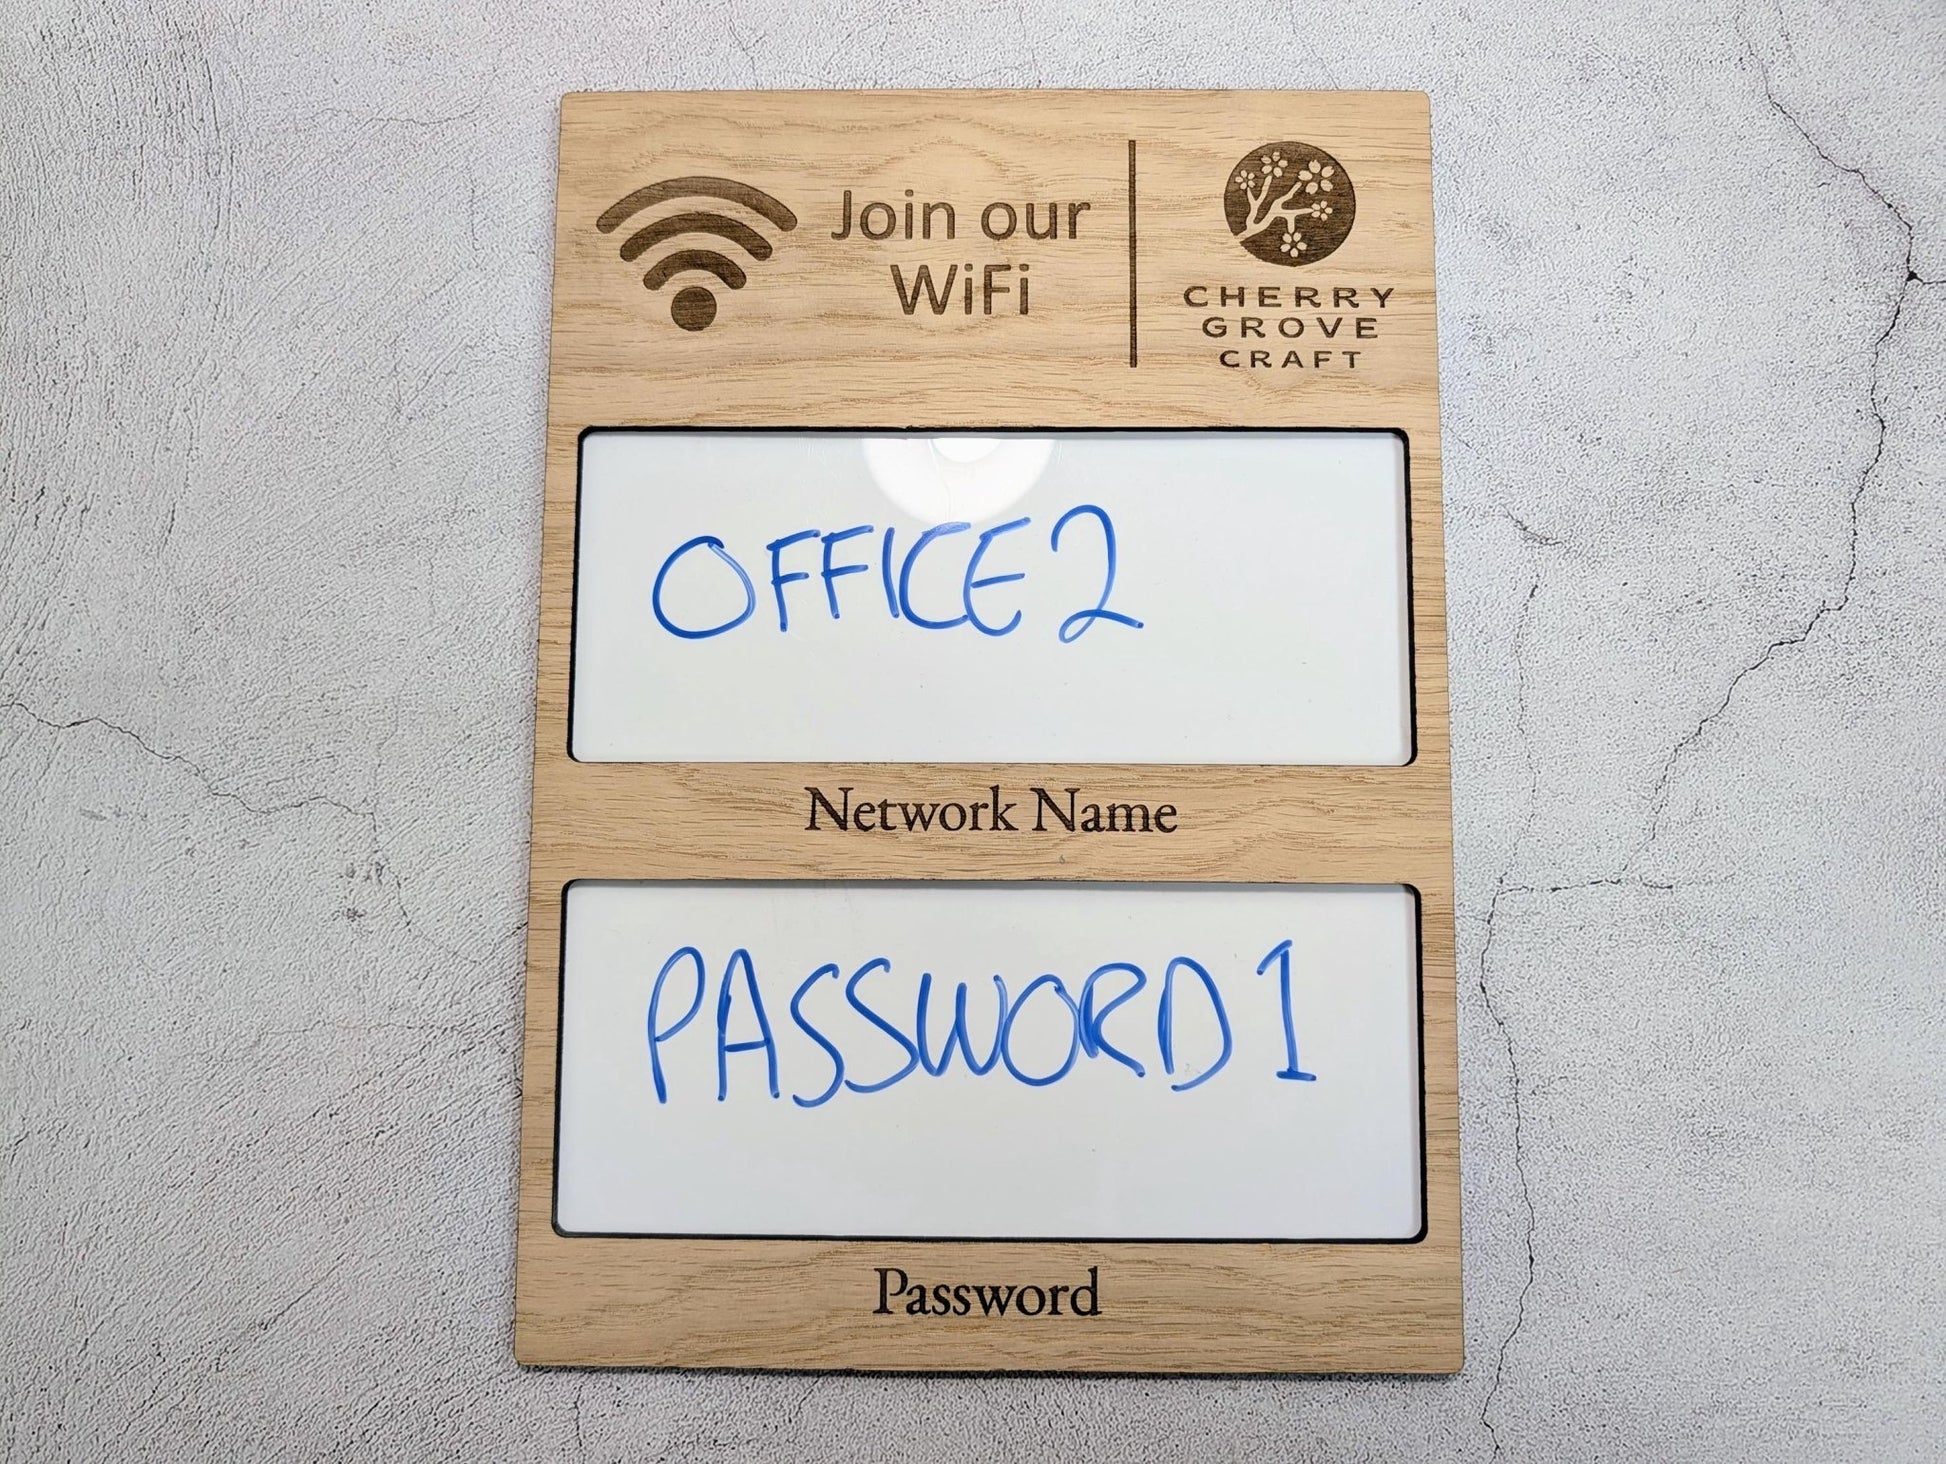 Join our
WiFi
CHERRY
GROVE
CRAFT
OFFICE2
Network Name
PASSWORD1
Password